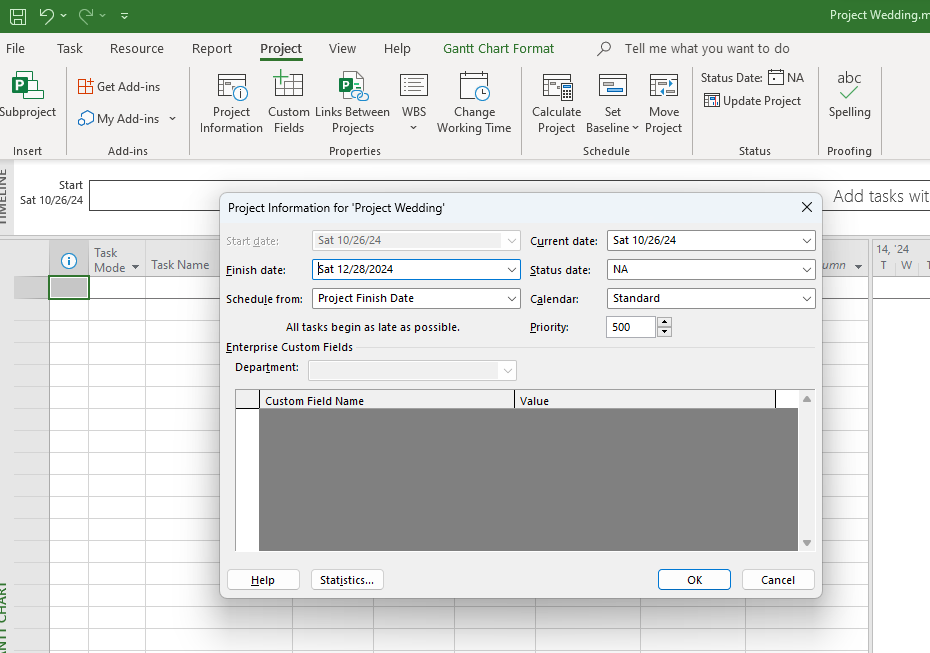 Project Wedding.m
File Task Resource Report Project View Help Gantt Chart Format Tell me what you want to do
Subproject
Get Add-ins
My Add-ins
Project Information
Custom Fields
Links Between Projects
WBS
Change Working Time
Calculate Project
Set Baseline
Move Project
Status Date: NA
Update Project
abc
Spelling
Insert Add-ins Properties Schedule Status Proofing
TIMELINE
Start
Sat 10/26/24
Add tasks wit
Task Mode
Task Name
umn
14, '24
T W T
GANTT CHART
Project Information for 'Project Wedding'
Start date: Sat 10/26/24 Current date: Sat 10/26/24
Finish date: Sat 12/28/2024 Status date: NA
Schedule from: Project Finish Date Calendar: Standard
All tasks begin as late as possible. Priority: 500
Enterprise Custom Fields
Department:
Custom Field Name Value
Help Statistics... OK Cancel